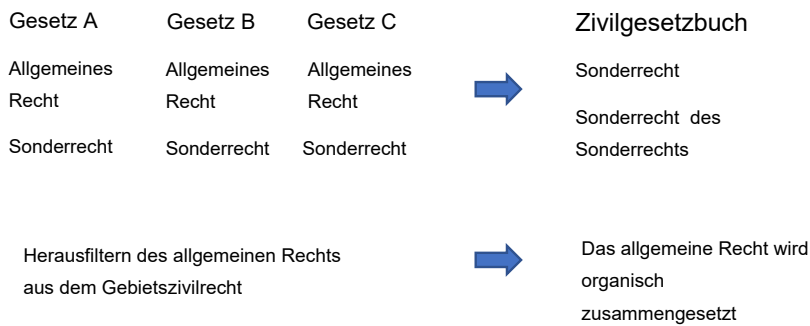 Gesetz A
Gesetz B
Gesetz C
Zivilgesetzbuch
Allgemeines
Recht
Allgemeines
Recht
Allgemeines
Recht
Sonderrecht
Sonderrecht
Sonderrecht
Sonderrecht
Sonderrecht des
Sonderrechts
Herausfiltern des allgemeinen Rechts
aus dem Gebietszivilrecht
Das allgemeine Recht wird
organisch
zusammengesetzt